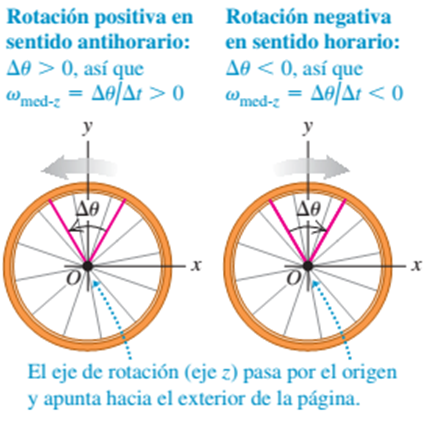 Rotación positiva en
sentido antihorario:
Δθ > 0, así que
ωmed-z = Δθ/Δt > 0
Rotación negativa
en sentido horario:
Δθ < 0, así que
ωmed-z = Δθ/Δt < 0
y
Δθ
O
x
y
Δθ
O
x
El eje de rotación (eje z) pasa por el origen
y apunta hacia el exterior de la página.